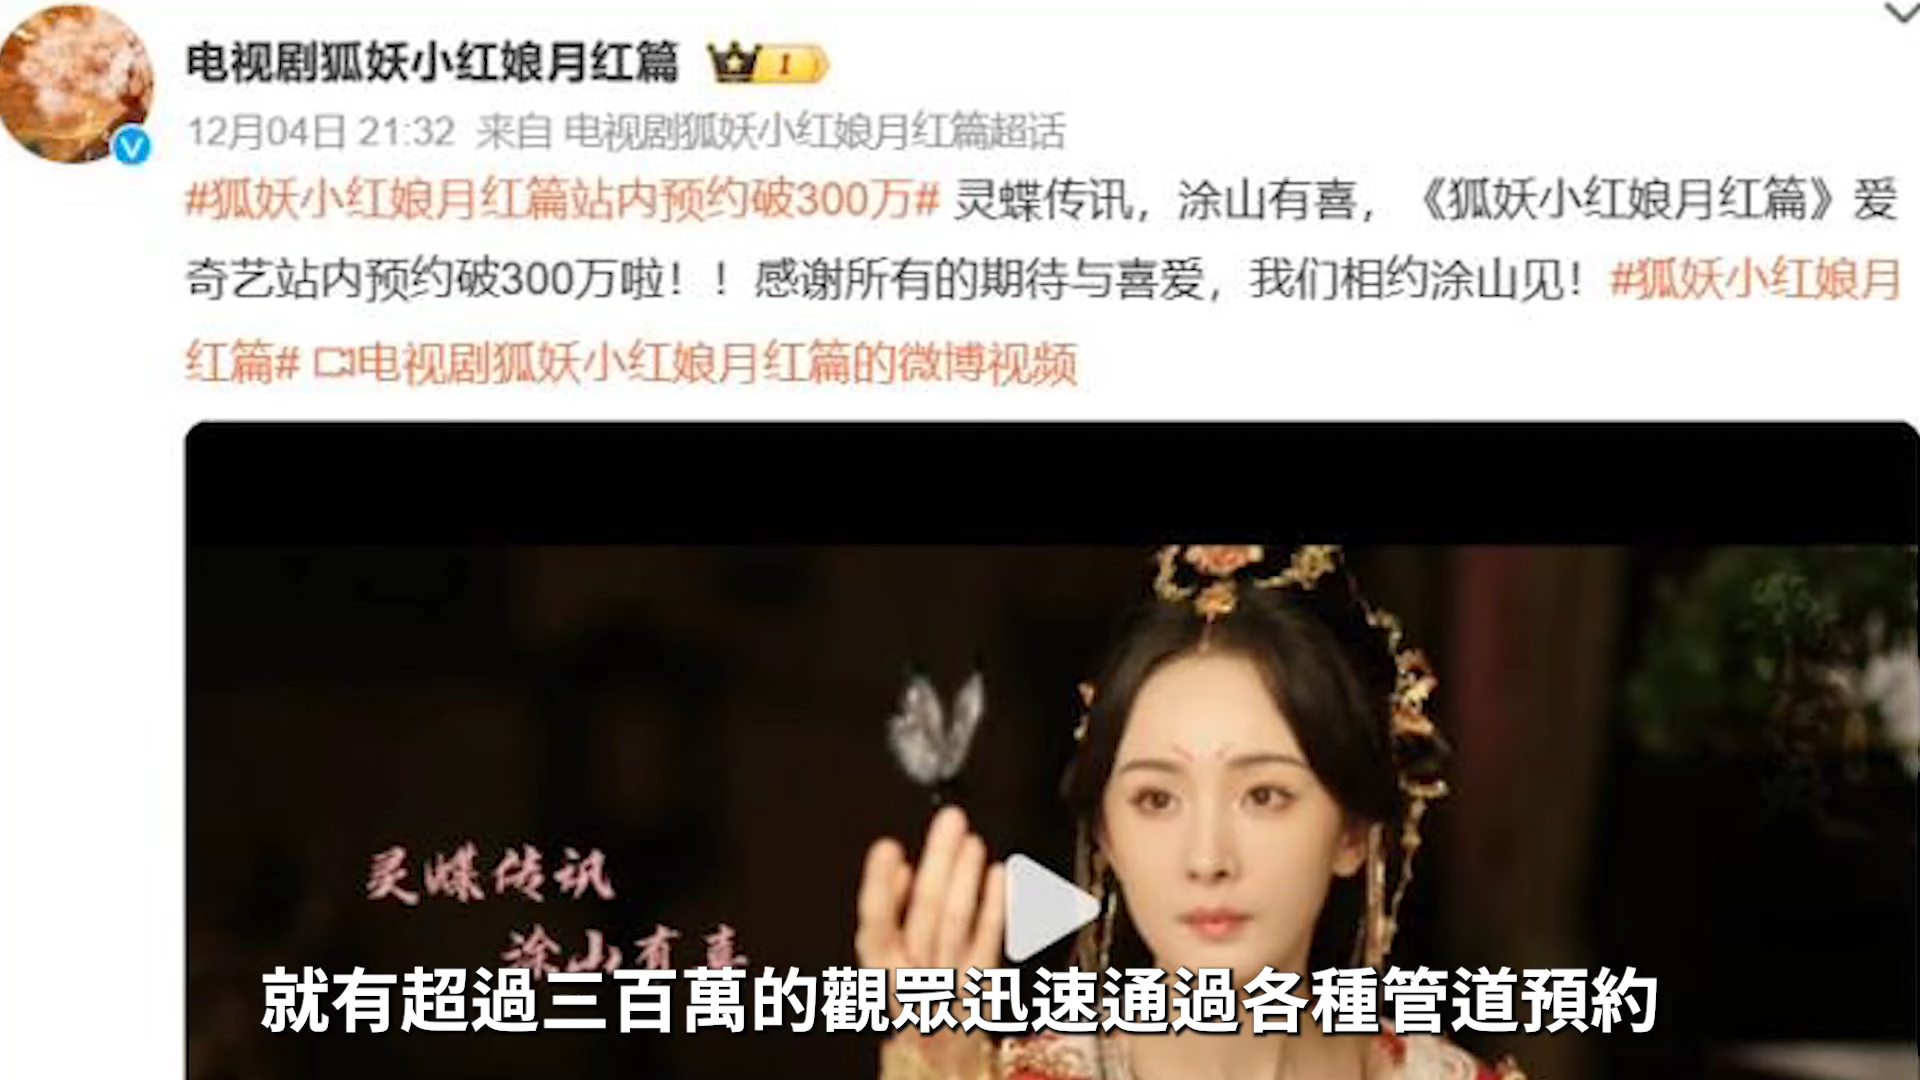 电视剧狐妖小红娘月红篇 I
12月04日 21:32 来自 电视剧狐妖小红娘月红篇超话
#狐妖小红娘月红篇站内预约破300万# 灵蝶传讯，涂山有喜，《狐妖小红娘月红篇》爱
奇艺站内预约破300万啦！！感谢所有的期待与喜爱，我们相约涂山见！#狐妖小红娘月
红篇# 电视剧狐妖小红娘月红篇的微博视频
灵蝶传讯
涂山有喜
就有超過三百萬的觀眾迅速通過各種管道預約